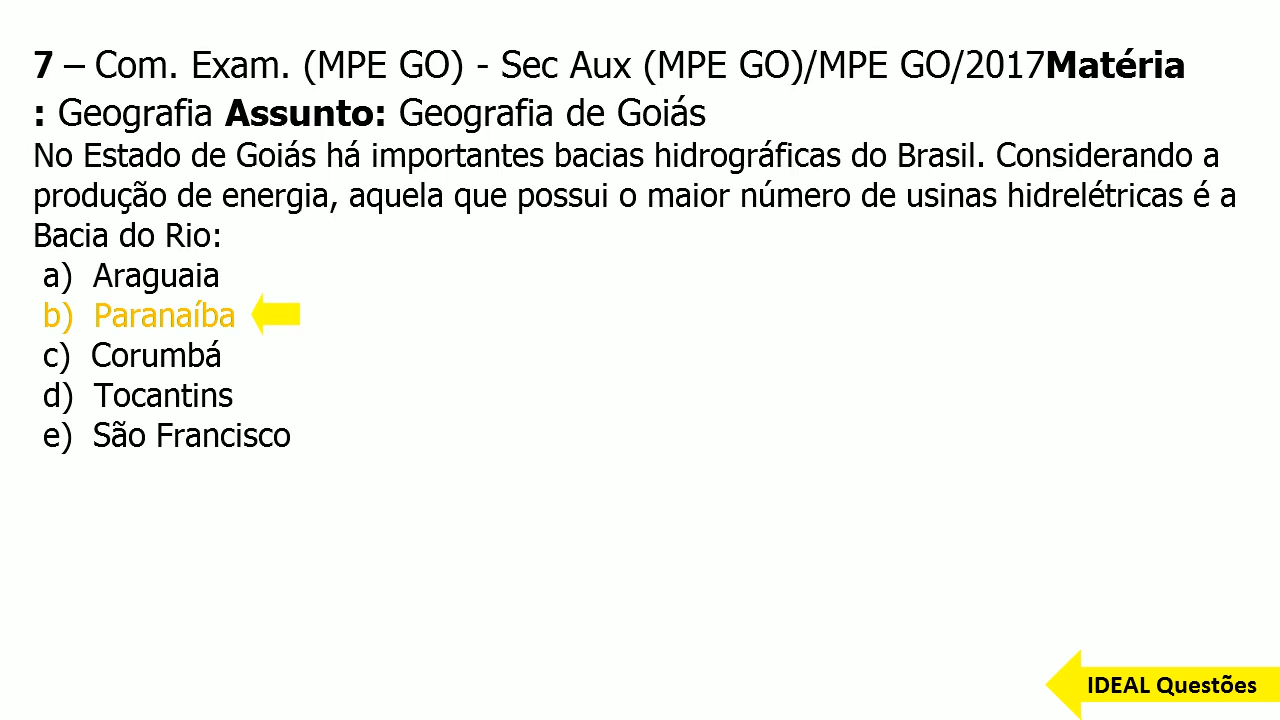 7 – Com. Exam. (MPE GO) - Sec Aux (MPE GO)/MPE GO/2017Matéria
: Geografia Assunto: Geografia de Goiás
No Estado de Goiás há importantes bacias hidrográficas do Brasil. Considerando a
produção de energia, aquela que possui o maior número de usinas hidrelétricas é a
Bacia do Rio:
a) Araguaia
b) Paranaíba
c) Corumbá
d) Tocantins
e) São Francisco
IDEAL Questões